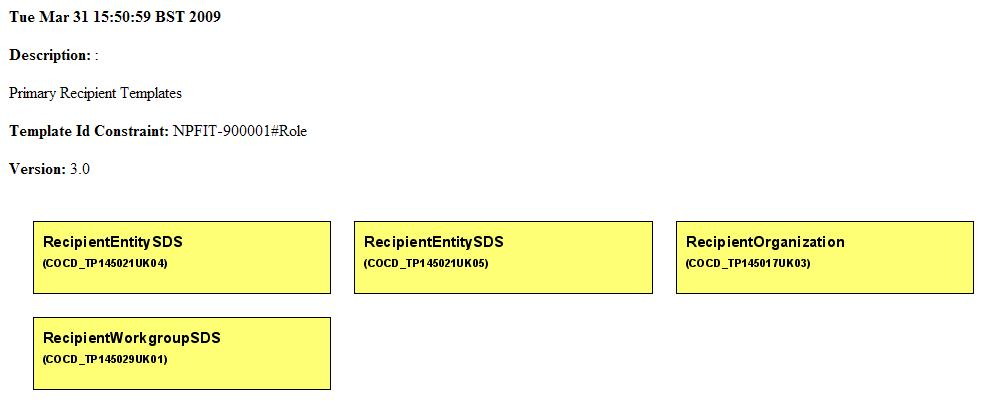 Tue Mar 31 15:50:59 BST 2009
Description: :
Primary Recipient Templates
Template Id Constraint: NPFIT-900001#Role
Version: 3.0
RecipientEntitySDS
(COCD_TP145021UK04)
RecipientEntitySDS
(COCD_TP145021UK05)
RecipientOrganization
(COCD_TP145017UK03)
RecipientWorkgroupSDS
(COCD_TP145029UK01)